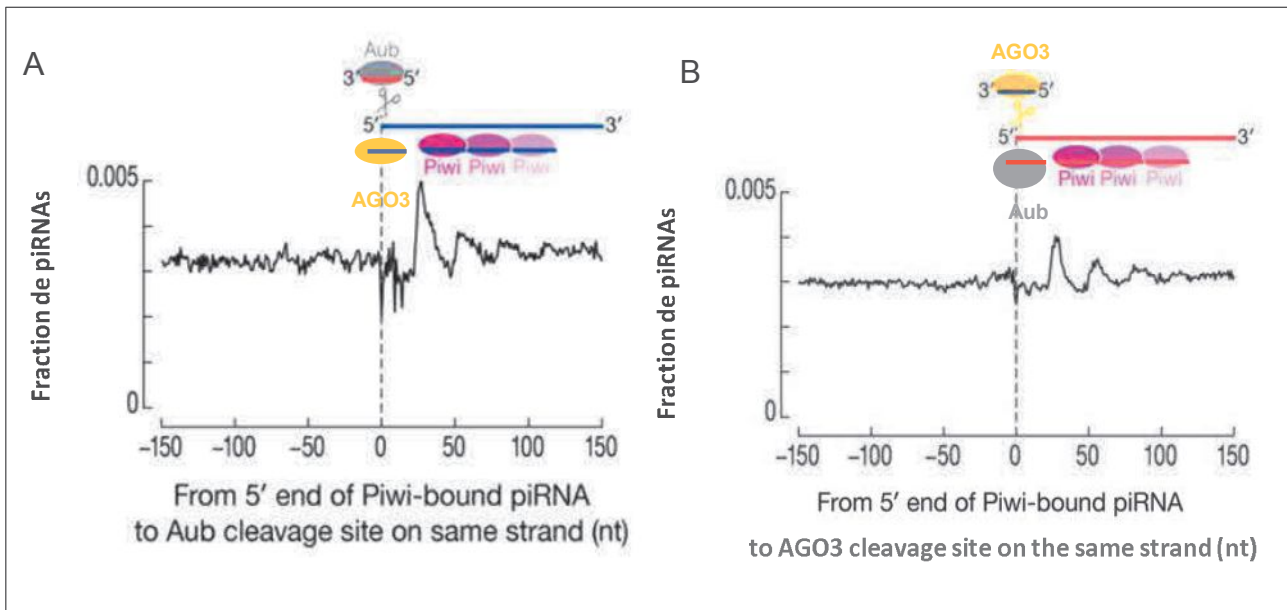 A
Aub
3′ 5′
5′ 3′
Piwi Piwi Piwi
AGO3
0.005
0
Fraction de piRNAs
−150 −100 −50 0 50 100 150
From 5′ end of Piwi-bound piRNA
to Aub cleavage site on same strand (nt)
B
AGO3
3′ 5′
5′ 3′
Piwi Piwi Piwi
Aub
0.005
0
Fraction de piRNAs
−150 −100 −50 0 50 100 150
From 5′ end of Piwi-bound piRNA
to AGO3 cleavage site on the same strand (nt)